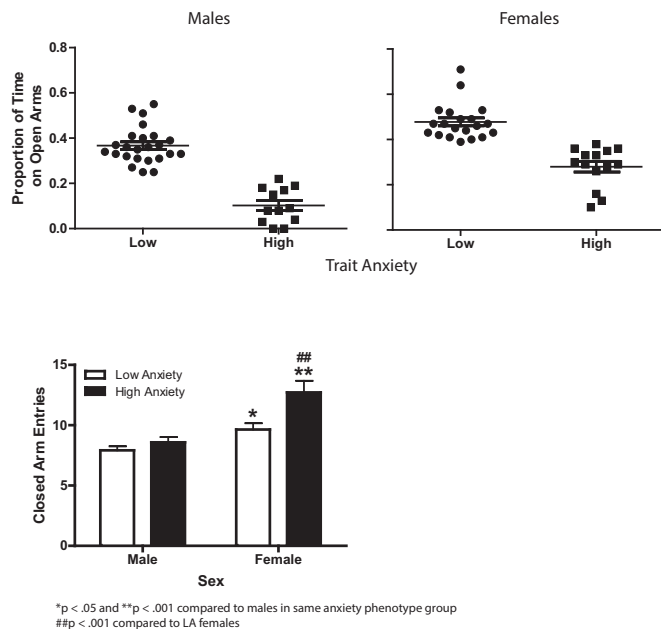 Males
Females
Proportion of Time
on Open Arms
0.8
0.6
0.4
0.2
0.0
Low
High
Low
High
Trait Anxiety
Closed Arm Entries
15
10
5
0
Low Anxiety
High Anxiety
*
##
**
Male
Female
Sex
*p < .05 and **p < .001 compared to males in same anxiety phenotype group
##p < .001 compared to LA females